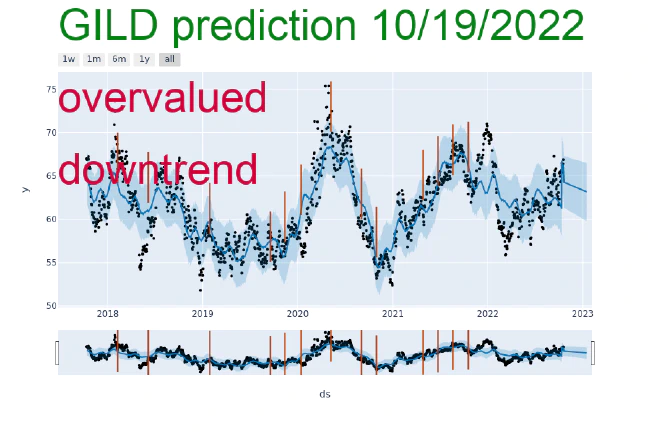 GILD prediction 10/19/2022
1w 1m 6m 1y all
overvalued
downtrend
75
70
65
60
55
50
y
2018 2019 2020 2021 2022 2023
ds